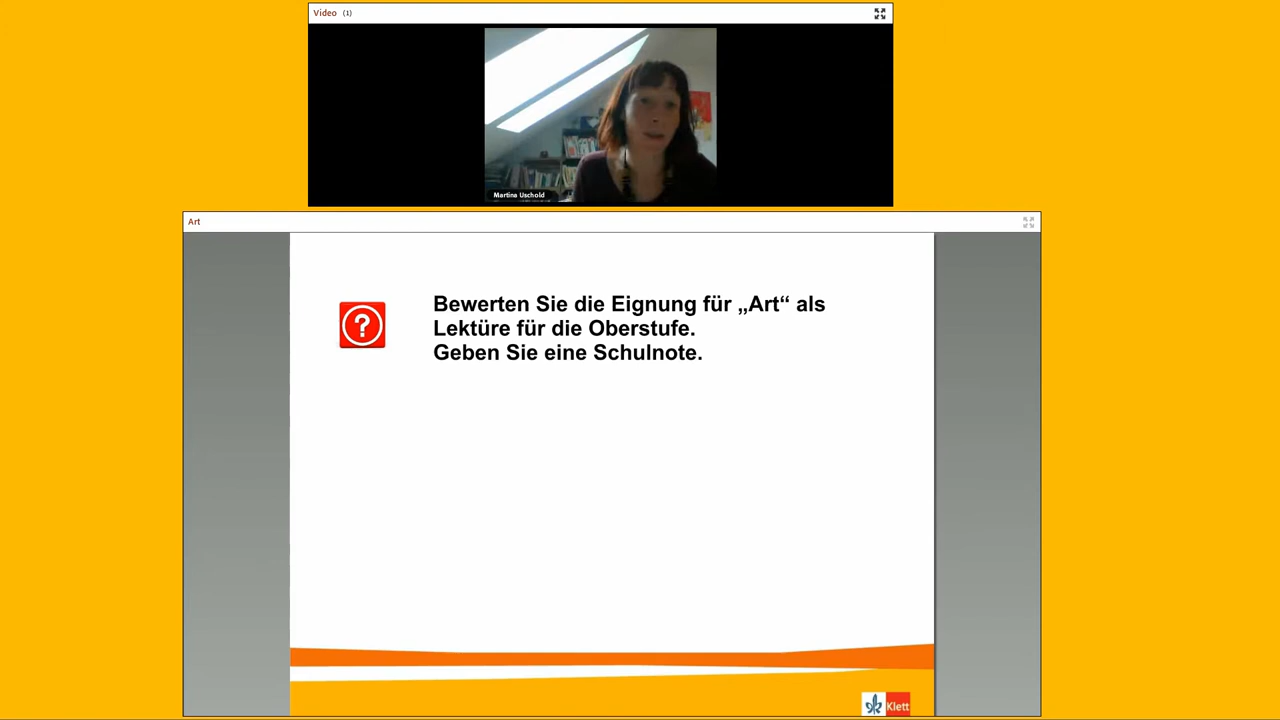 Video (1)
Martina Uschold
Art
Bewerten Sie die Eignung für „Art“ als
Lektüre für die Oberstufe.
Geben Sie eine Schulnote.
Klett